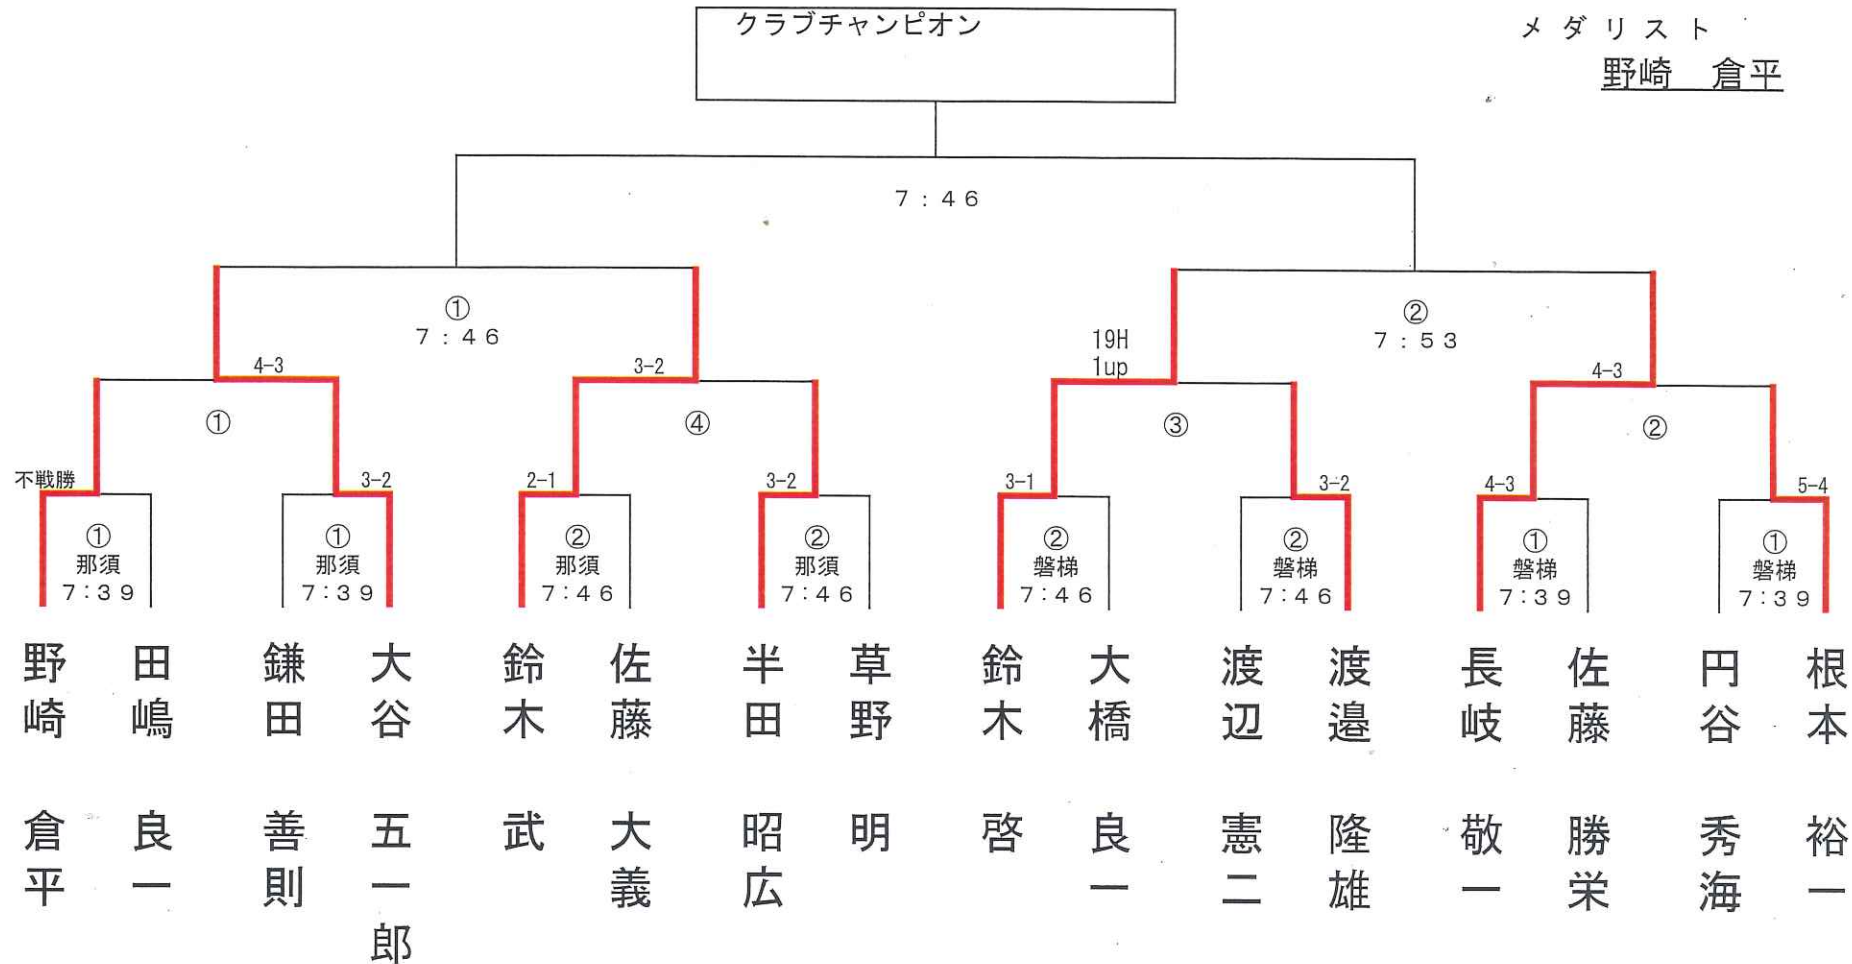 クラブチャンピオン
メダリスト
野崎 倉平
7:46
①
7:46
②
7:53
4-3
3-2
19H
1up
4-3
①
④
③
②
不戦勝
3-2
2-1
3-2
3-1
3-2
4-3
5-4
①
那須
7:39
①
那須
7:39
②
那須
7:46
②
那須
7:46
②
磐梯
7:46
②
磐梯
7:46
①
磐梯
7:39
①
磐梯
7:39
野崎 倉平
田嶋 良一
鎌田 善則
大谷 五一郎
鈴木 武
佐藤 大義
半田 昭広
草野 明
鈴木 啓
大橋 良一
渡辺 憲二
渡邉 隆雄
長岐 敬一
佐藤 勝栄
円谷 秀海
根本 裕一